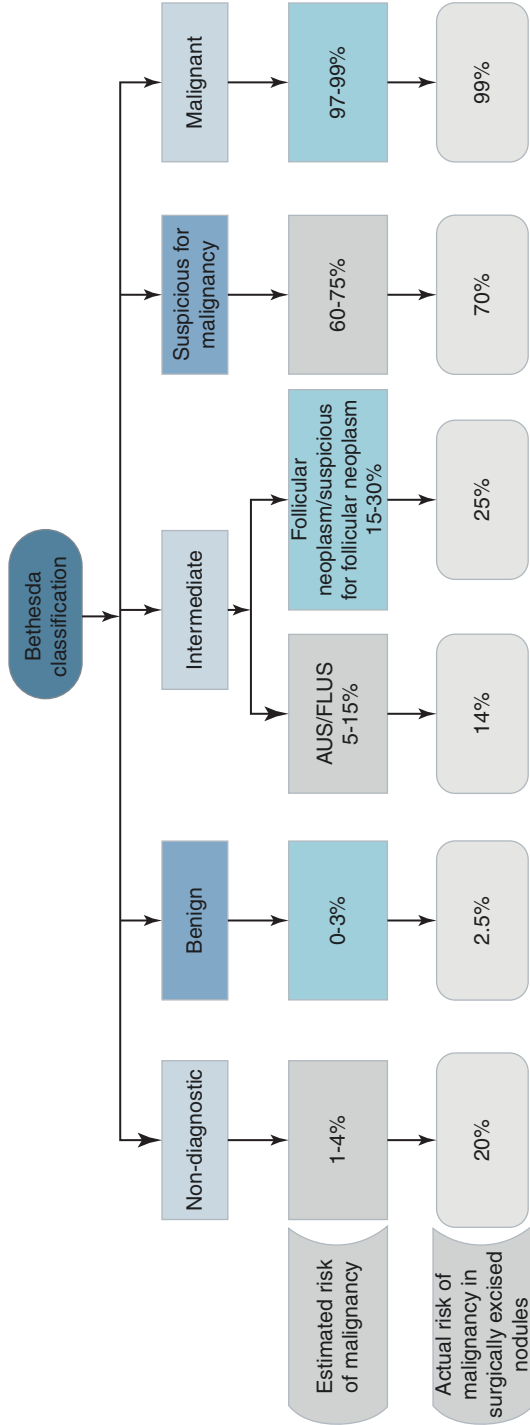 Bethesda
classification
Non-diagnostic
Benign
Intermediate
Suspicious for
malignancy
Malignant
Estimated risk
of malignancy
1-4%
0-3%
AUS/FLUS
5-15%
Follicular
neoplasm/suspicious
for follicular neoplasm
15-30%
60-75%
97-99%
Actual risk of
malignancy in
surgically excised
nodules
20%
2.5%
14%
25%
70%
99%